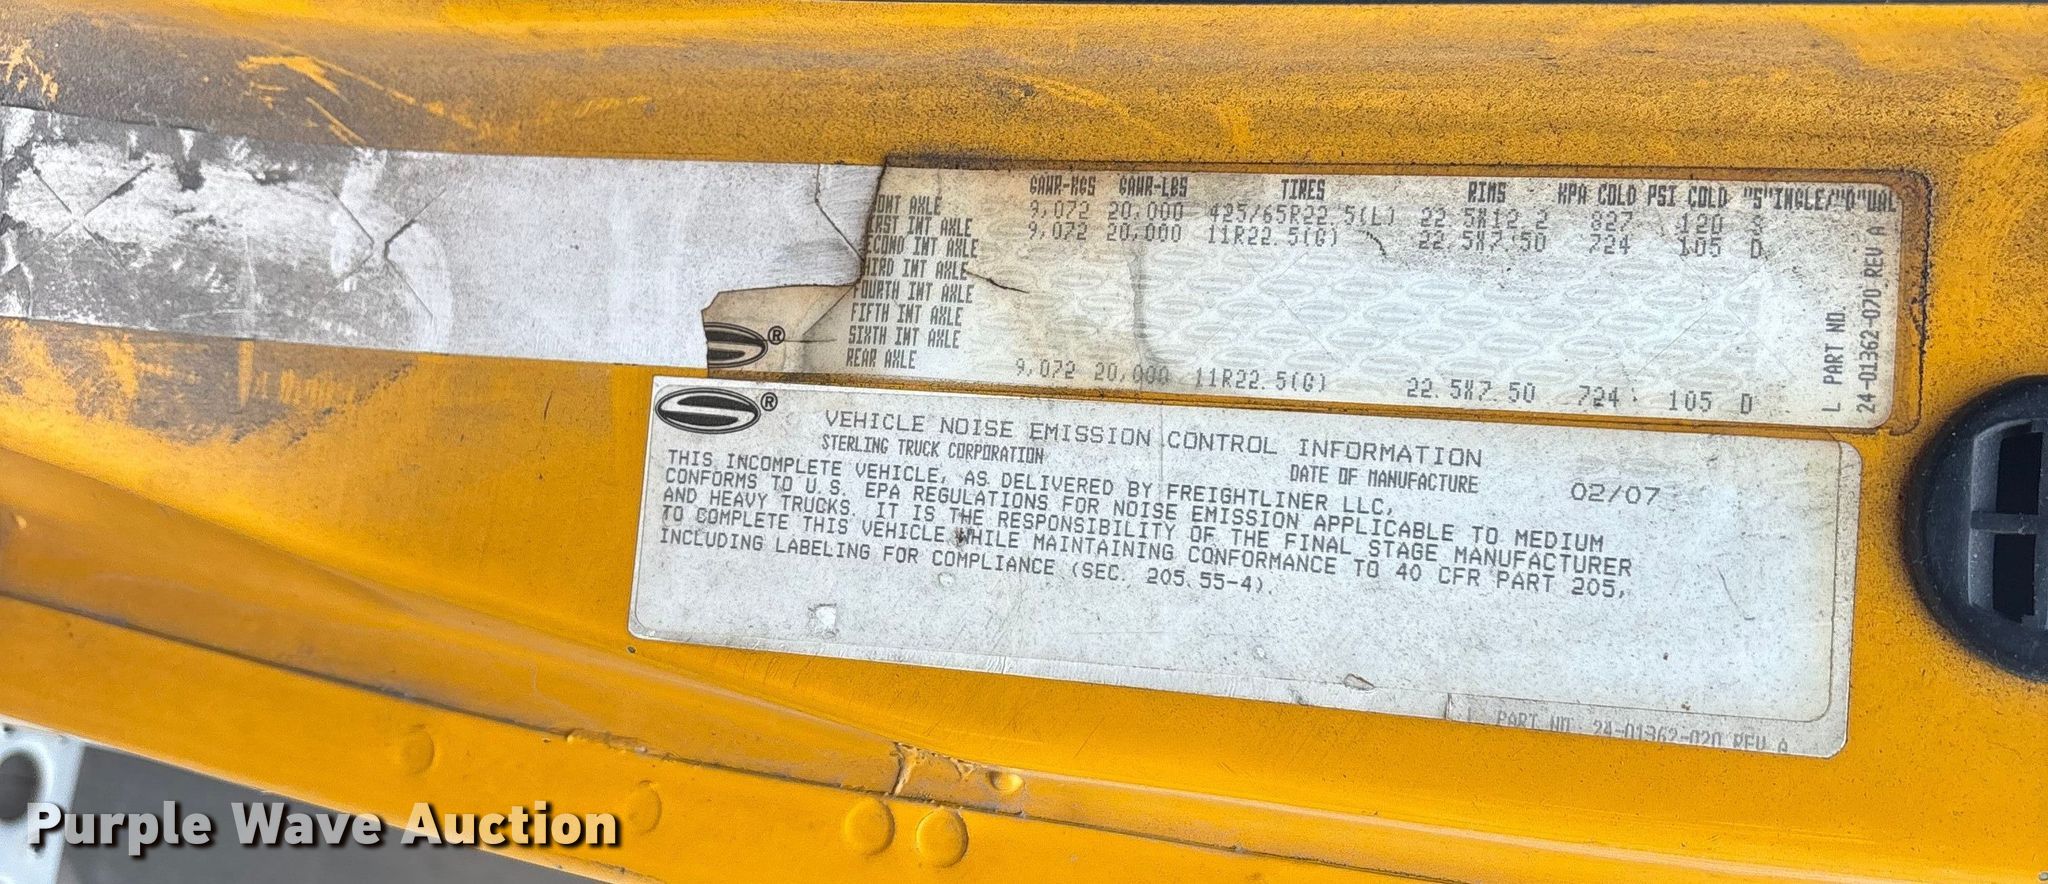 GAWR-KGS GAWR-LBS TIRES RIMS KPA COLD PSI COLD "S"INGLE/"D"UAL
ONT AXLE 9,072 20,000 425/65R22.5(L) 22.5X12.2 827 120 S
RST INT AXLE 9,072 20,000 11R22.5(G) 22.5X7.50 724 105 D
ECOND INT AXLE
HIRD INT AXLE
FOURTH INT AXLE
FIFTH INT AXLE
SIXTH INT AXLE
REAR AXLE 9,072 20,000 11R22.5(G) 22.5X7.50 724 105 D
®
L PART NO.
24-01362-070 REV A
®
VEHICLE NOISE EMISSION CONTROL INFORMATION
STERLING TRUCK CORPORATION
DATE OF MANUFACTURE 02/07
THIS INCOMPLETE VEHICLE, AS DELIVERED BY FREIGHTLINER LLC,
CONFORMS TO U.S. EPA REGULATIONS FOR NOISE EMISSION APPLICABLE TO MEDIUM
AND HEAVY TRUCKS. IT IS THE RESPONSIBILITY OF THE FINAL STAGE MANUFACTURER
TO COMPLETE THIS VEHICLE WHILE MAINTAINING CONFORMANCE TO 40 CFR PART 205,
INCLUDING LABELING FOR COMPLIANCE (SEC. 205.55-4).
L PART NO. 24-01362-020 REV A
Purple Wave Auction